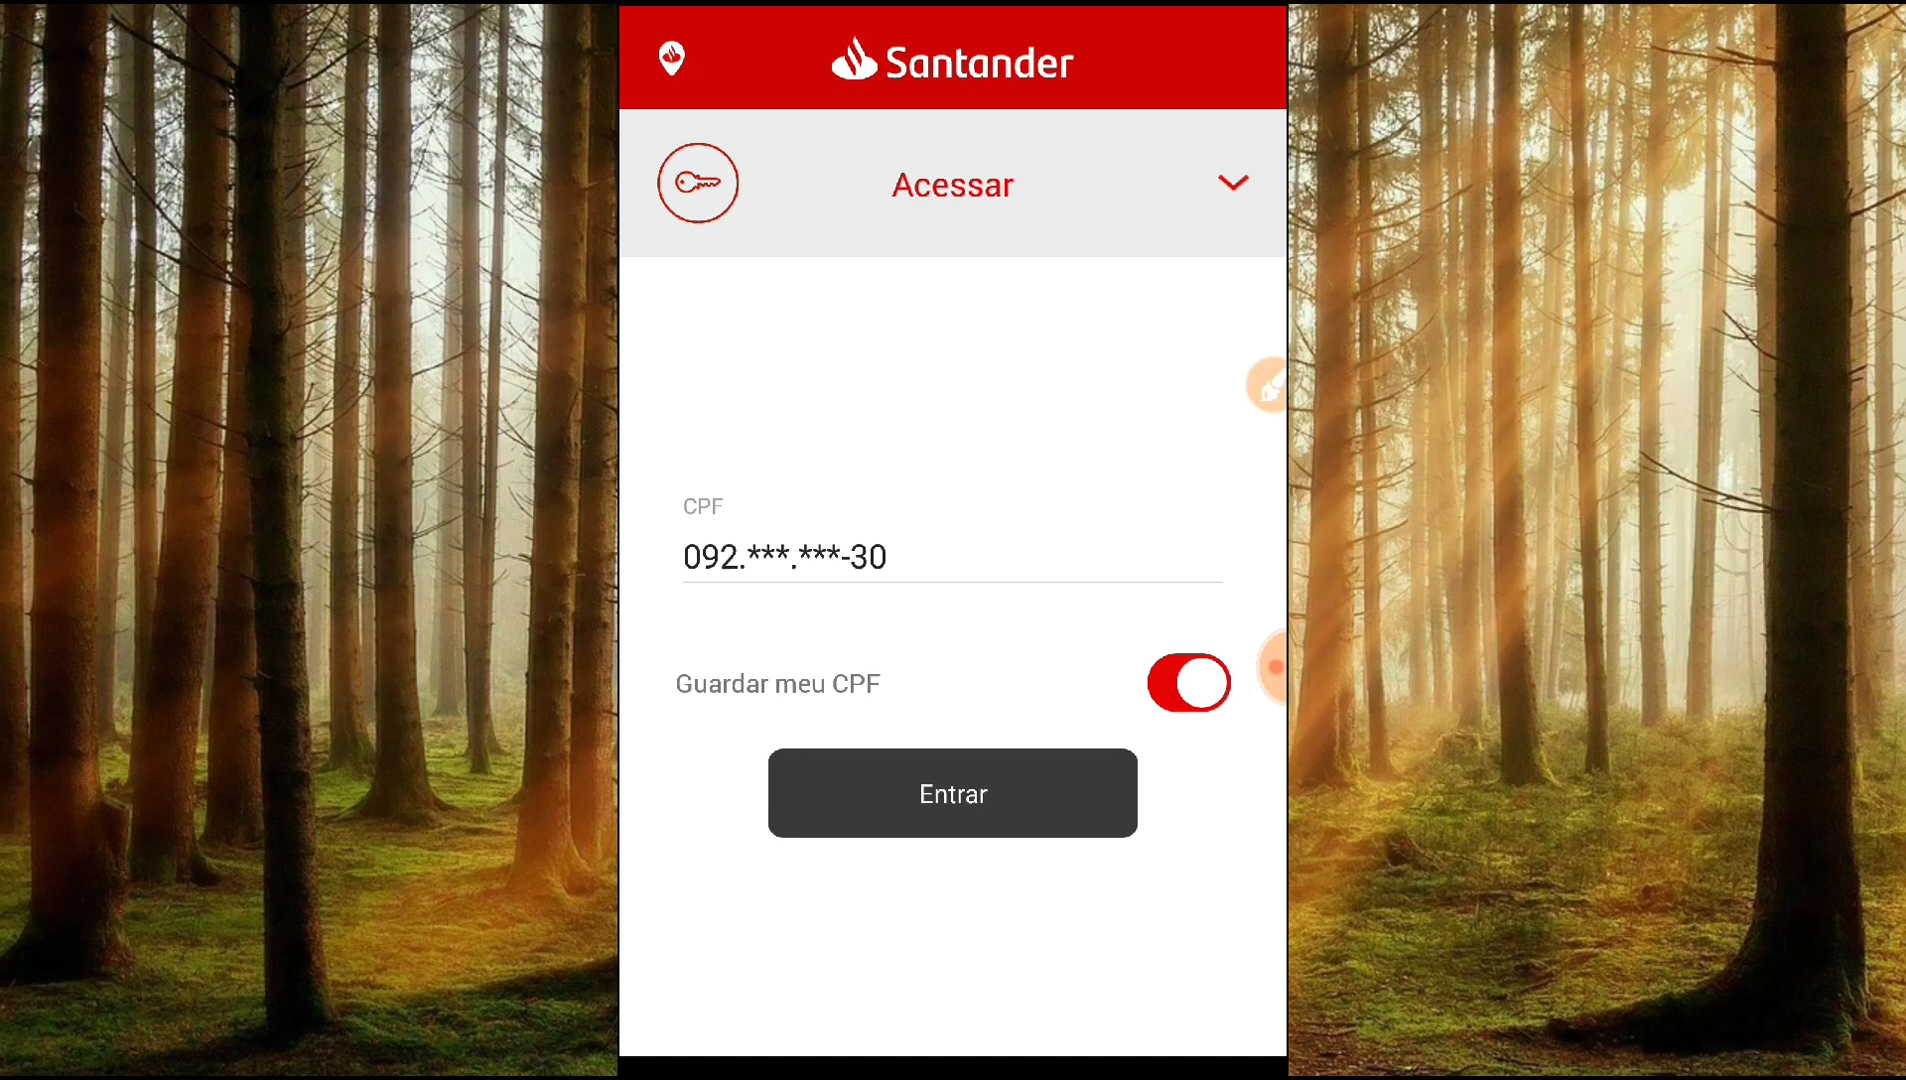 Santander
Acessar
CPF
092.***.***-30
Guardar meu CPF
Entrar